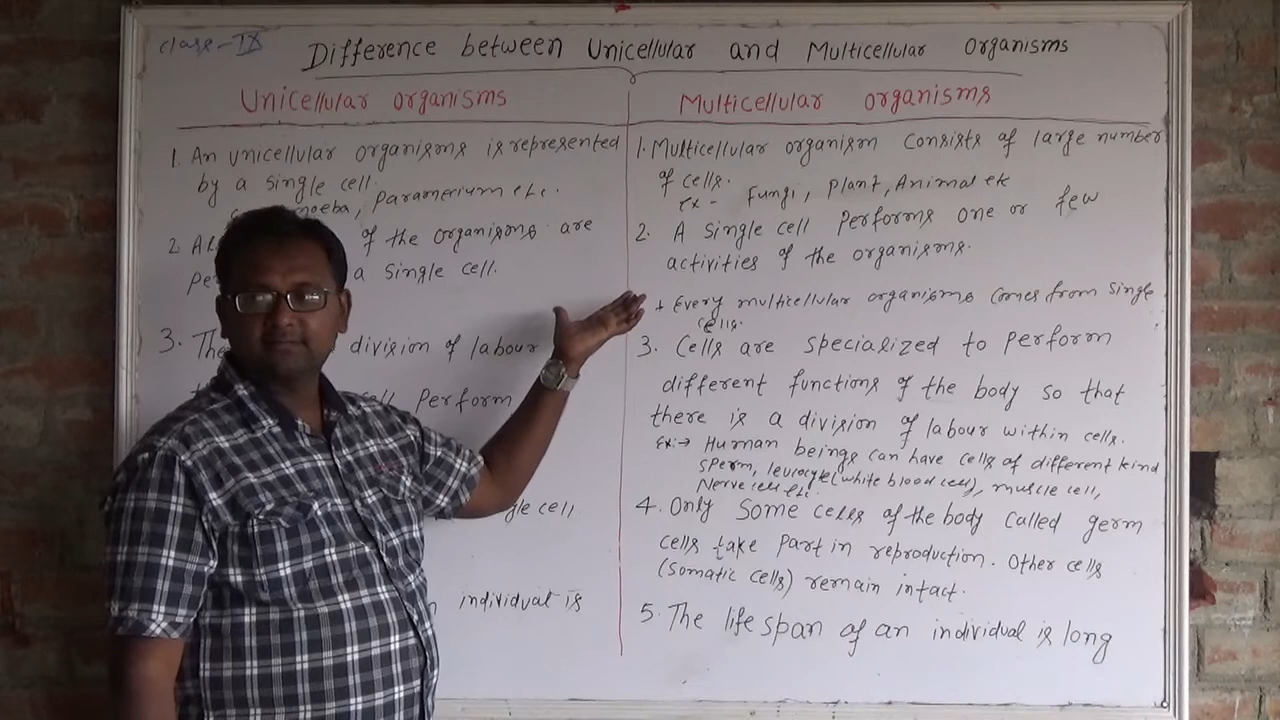 Class-IX
Difference between Unicellular and Multicellular Organisms
Unicellular organisms
1. An unicellular organisms is represented
by a single cell.
moeba, Paramecium etc.
2. Al of the organisms are
Pe a single cell.
3. The division of labour
cell Perform
gle cell
individual is
Multicellular organisms
1. Multicellular organism consists of large number
of cells.
Ex - Fungi, Plant, Animal etc
2. A single cell Performs one or few
activities of the organisms.
+ Every multicellular organisms comes from single
cells.
3. Cells are specialized to perform
different functions of the body so that
there is a division of labour within cells.
Ex:→ Human beings can have cells of different kind
Sperm, leucocyte (white blood cell), muscle cell,
Nerve cell etc.
4. Only some cells of the body called germ
cells take part in reproduction. Other cells
(somatic cells) remain intact.
5. The life span of an individual is long